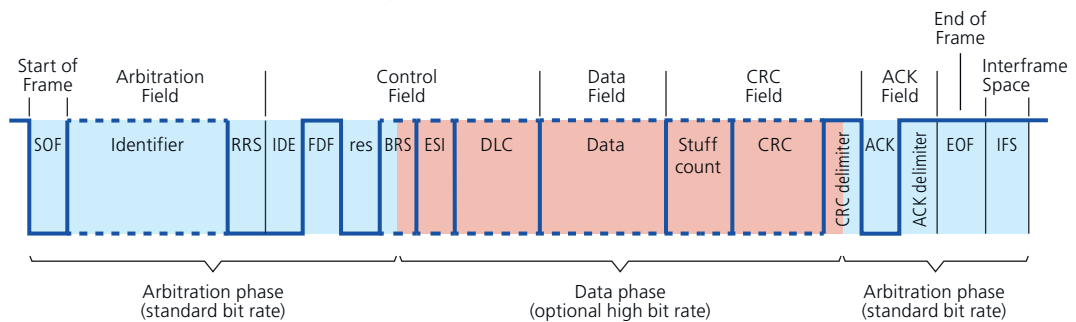 End of
Frame
Start of
Frame
Arbitration
Field
Control
Field
Data
Field
CRC
Field
ACK
Field
Interframe
Space
SOF
Identifier
RRS
IDE
FDF
res
BRS
ESI
DLC
Data
Stuff
count
CRC
CRC delimiter
ACK
ACK delimiter
EOF
IFS
Arbitration phase
(standard bit rate)
Data phase
(optional high bit rate)
Arbitration phase
(standard bit rate)